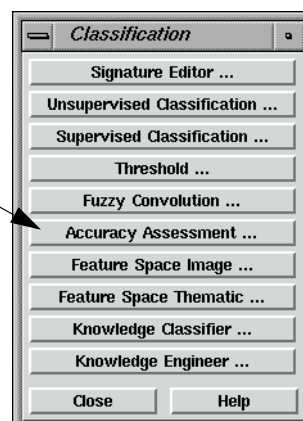 Classification
Signature Editor ...
Unsupervised Classification ...
Supervised Classification ...
Threshold ...
Fuzzy Convolution ...
Accuracy Assessment ...
Feature Space Image ...
Feature Space Thematic ...
Knowledge Classifier ...
Knowledge Engineer ...
Close Help